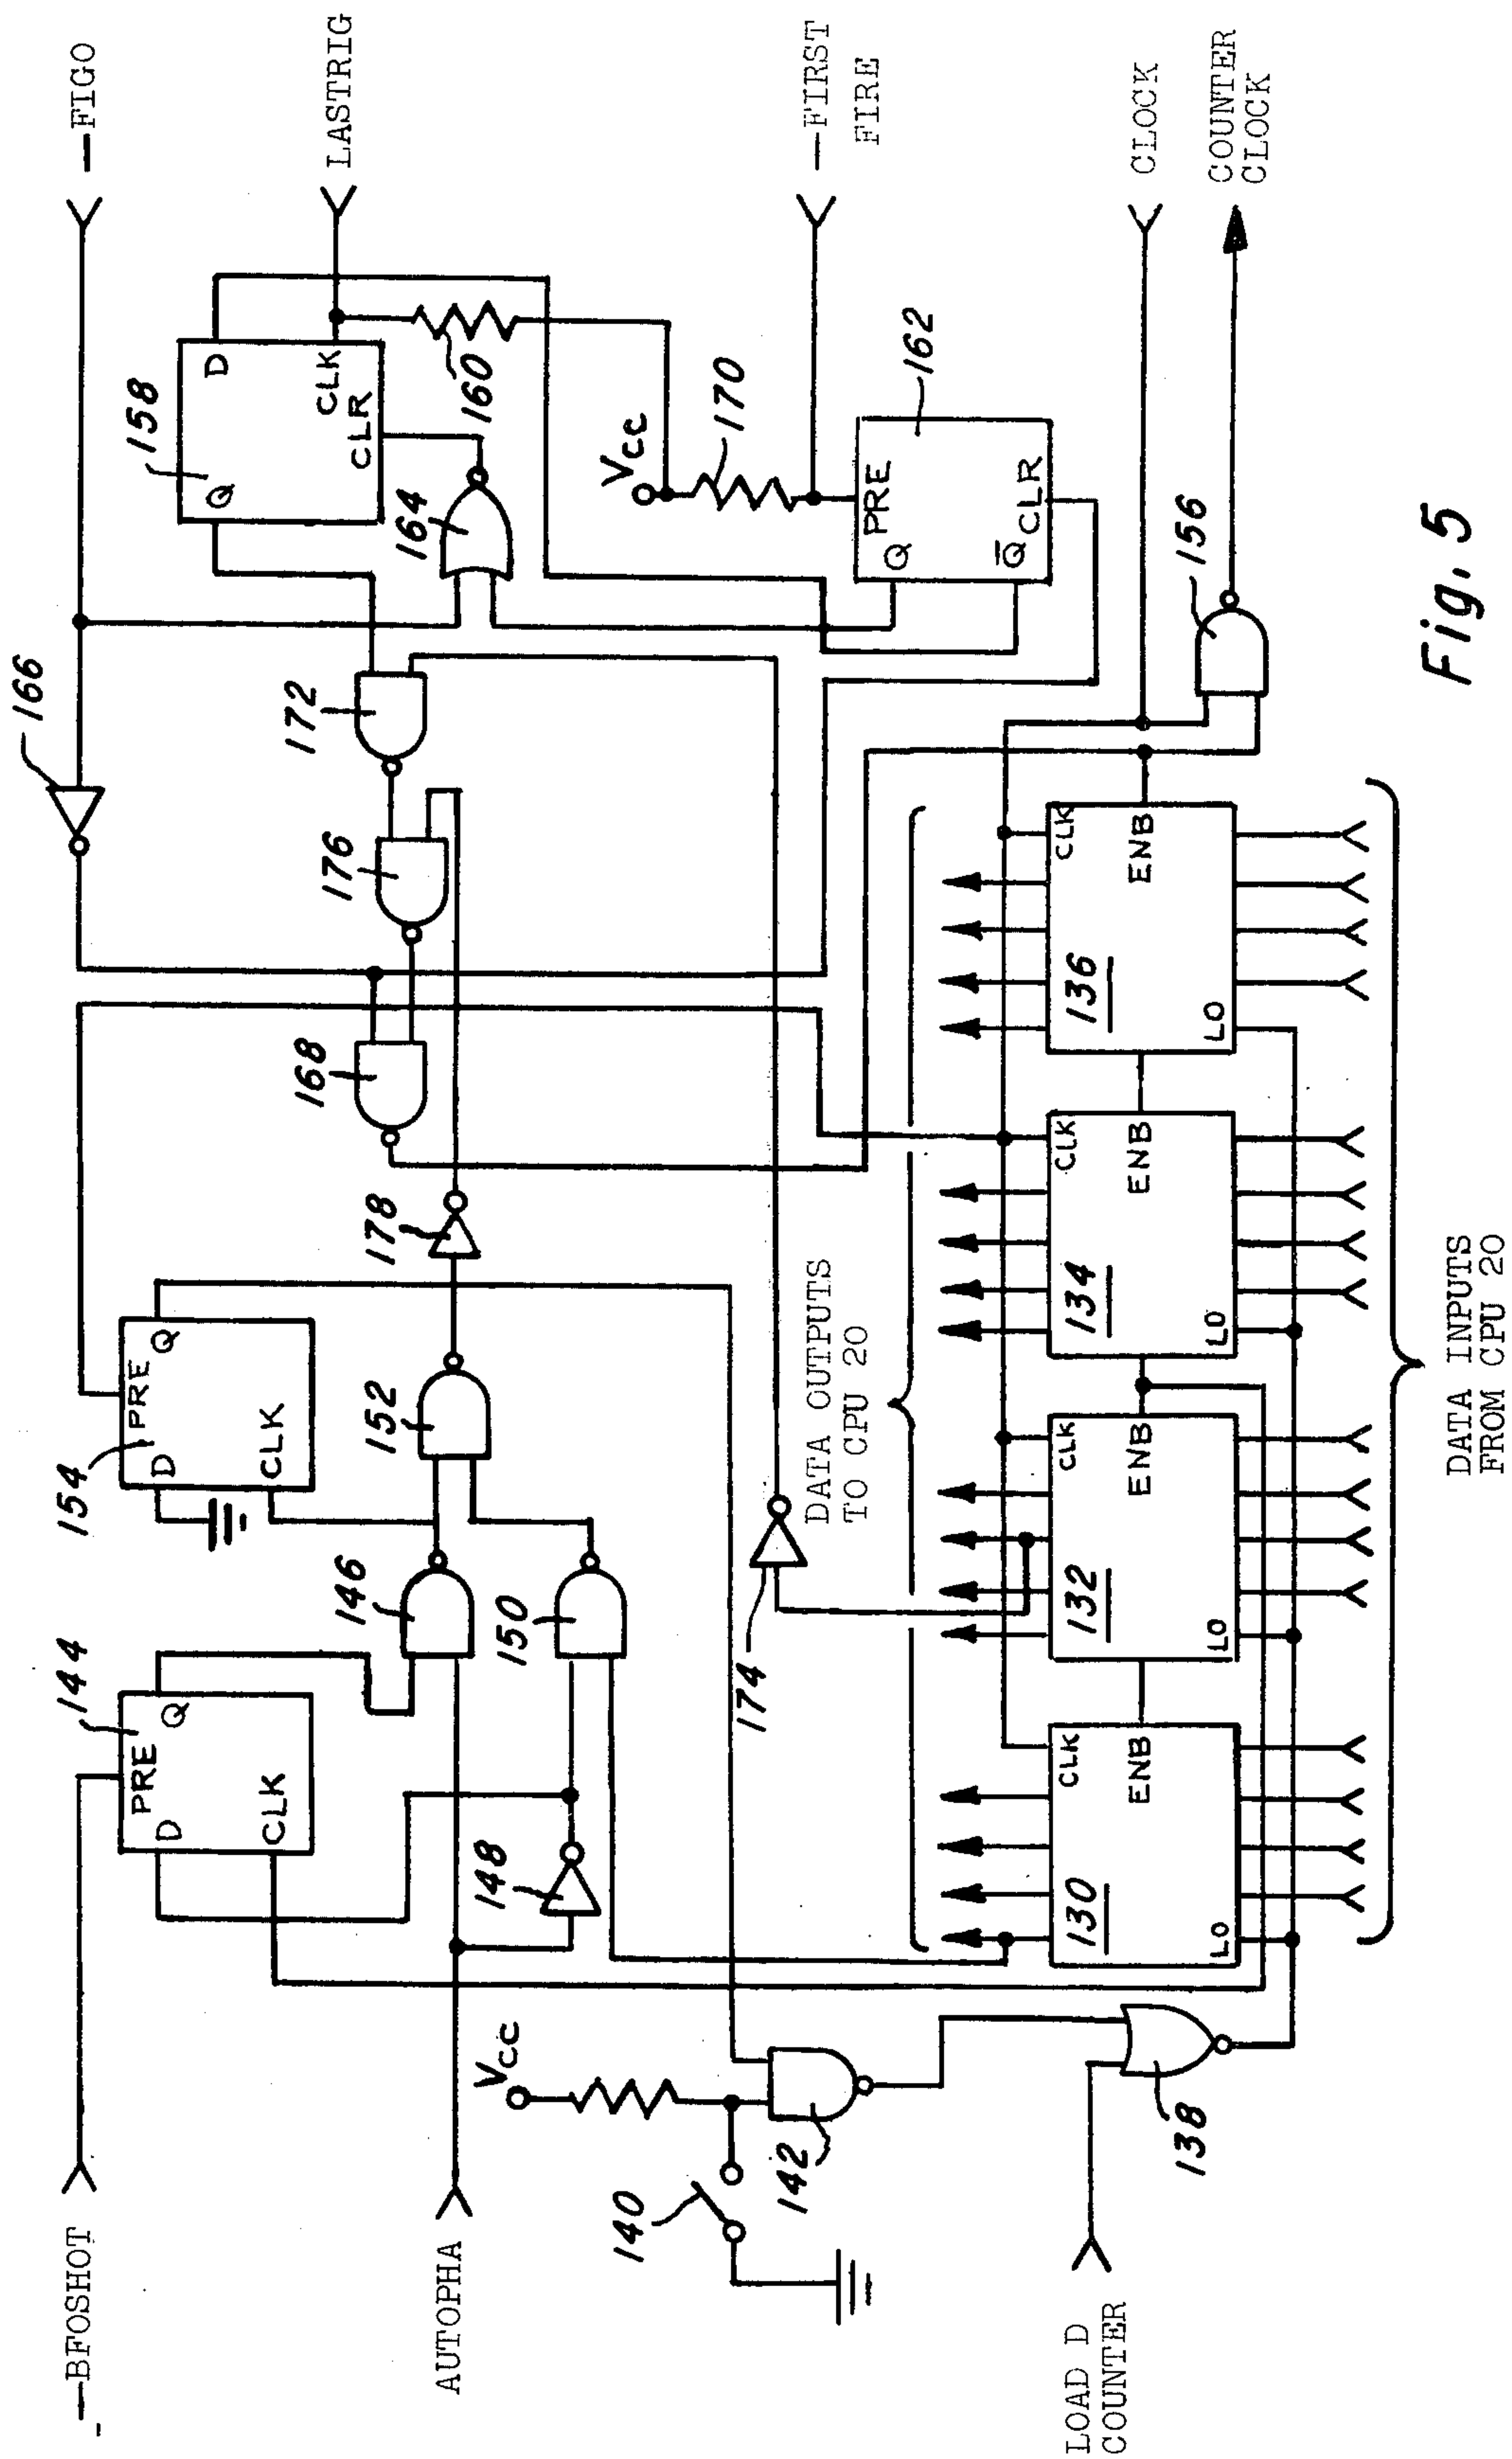 —BFOSHOT
AUTOPHA
LOAD D
COUNTER
—FIGO
LASTRIG
—FIRST
FIRE
CLOCK
COUNTER
CLOCK
144
PRE
D
Q
CLK
154
PRE
D
Q
CLK
166
158
Q
D
CLK
CLR
146
148
150
152
178
168
176
172
164
160
Vcc
170
162
PRE
Q
Q̅
CLR
Vcc
140
142
138
174
DATA OUTPUTS
TO CPU 20
130
CLK
ENB
LO
132
CLK
ENB
LO
134
CLK
ENB
LO
136
CLK
ENB
LO
156
DATA INPUTS
FROM CPU 20
Fig. 5